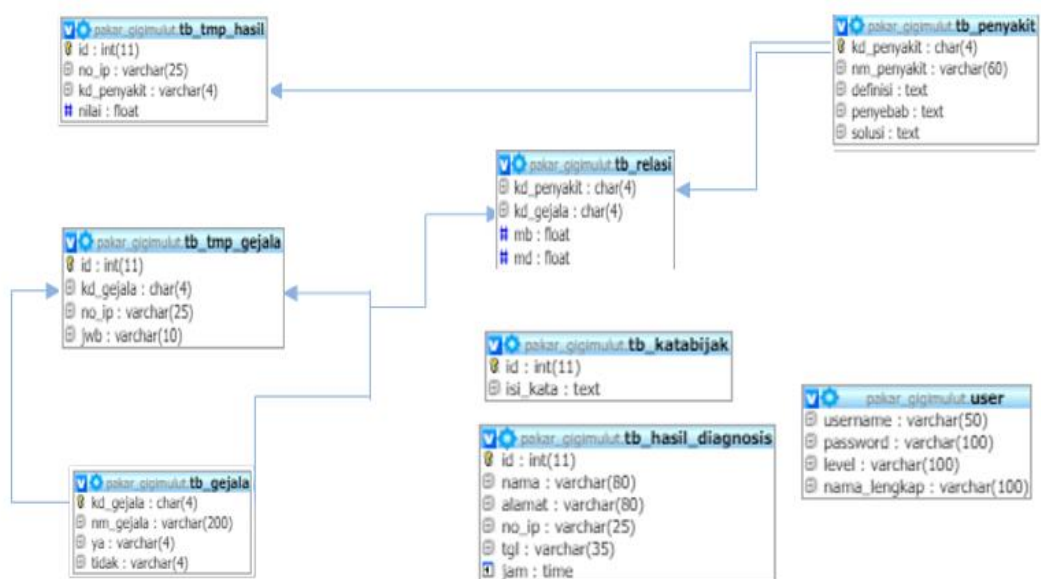 pakar_gigimulut.tb_tmp_hasil
id : int(11)
no_ip : varchar(25)
kd_penyakit : varchar(4)
# nilai : float
pakar_gigimulut.tb_penyakit
kd_penyakit : char(4)
nm_penyakit : varchar(60)
definisi : text
penyebab : text
solusi : text
pakar_gigimulut.tb_relasi
kd_penyakit : char(4)
kd_gejala : char(4)
# mb : float
# md : float
pakar_gigimulut.tb_tmp_gejala
id : int(11)
kd_gejala : char(4)
no_ip : varchar(25)
jwb : varchar(10)
pakar_gigimulut.tb_katabijak
id : int(11)
isi_kata : text
pakar_gigimulut.user
username : varchar(50)
password : varchar(100)
level : varchar(100)
nama_lengkap : varchar(100)
pakar_gigimulut.tb_hasil_diagnosis
id : int(11)
nama : varchar(80)
alamat : varchar(80)
no_ip : varchar(25)
tgl : varchar(35)
jam : time
pakar_gigimulut.tb_gejala
kd_gejala : char(4)
nm_gejala : varchar(200)
ya : varchar(4)
tidak : varchar(4)